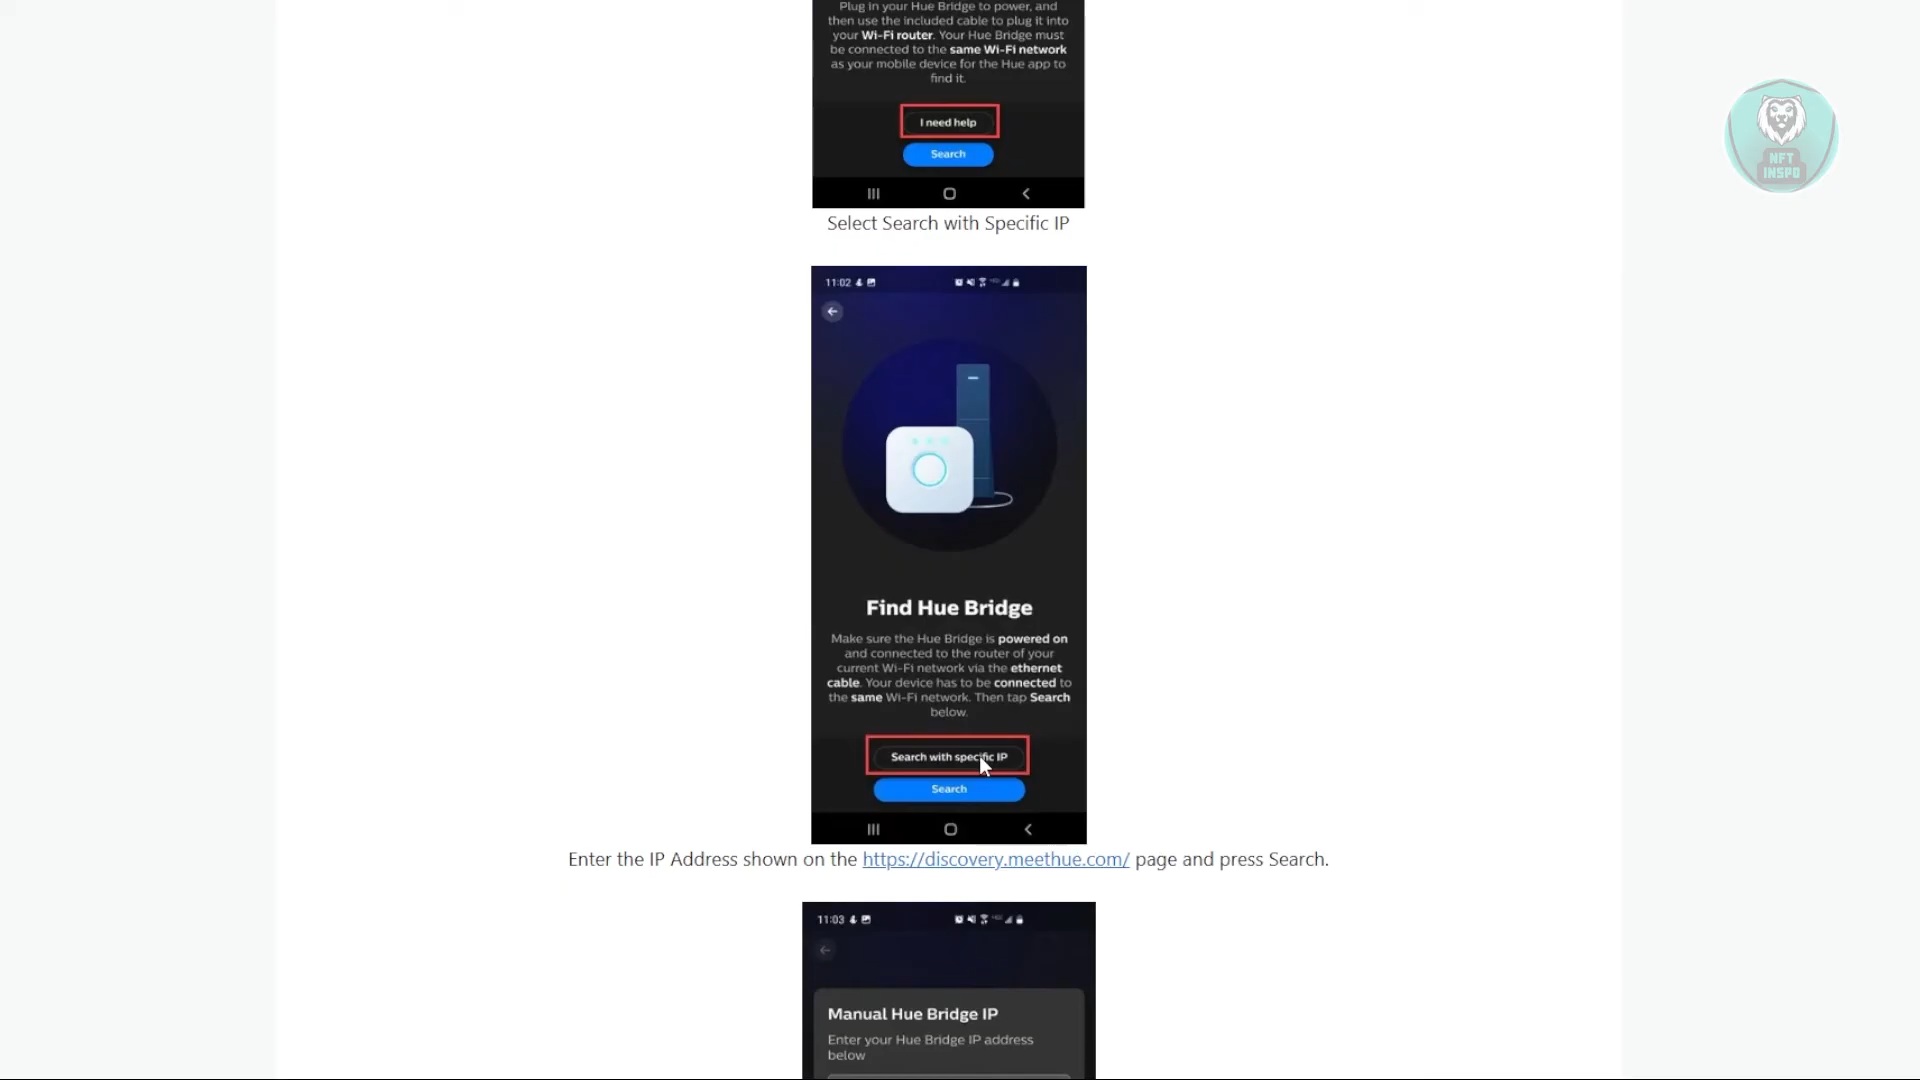 Plug in your Hue Bridge to power, and
then use the included cable to plug it into
your Wi-Fi router. Your Hue Bridge must
be connected to the same Wi-Fi network
as your mobile device for the Hue app to
find it.
I need help
Search
Select Search with Specific IP
NFT
INSPO
11:02
Find Hue Bridge
Make sure the Hue Bridge is powered on
and connected to the router of your
current Wi-Fi network via the ethernet
cable. Your device has to be connected to
the same Wi-Fi network. Then tap Search
below.
Search with specific IP
Search
Enter the IP Address shown on the https://discovery.meethue.com/ page and press Search.
11:03
Manual Hue Bridge IP
Enter your Hue Bridge IP address
below